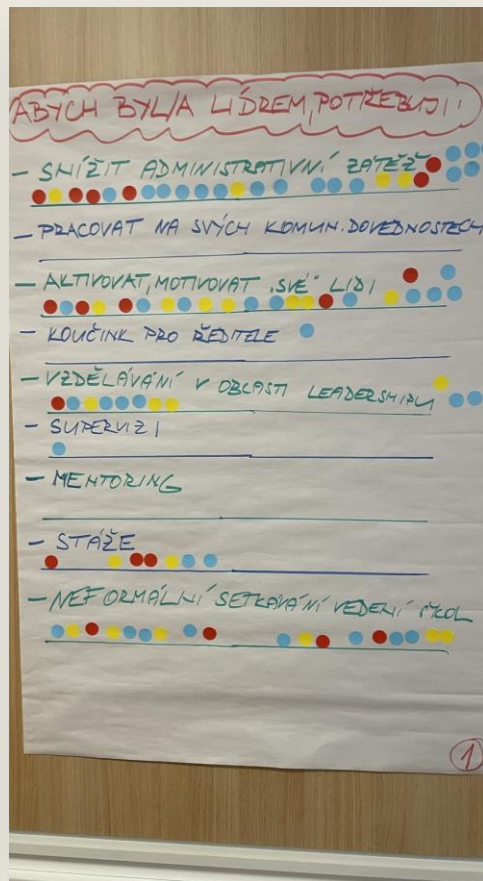 ABYCH BYL/A LÍDREM, POTŘEBUJI:
- SNÍŽIT ADMINISTRATIVNÍ ZÁTĚŽ
- PRACOVAT NA SVÝCH KOMUN. DOVEDNOSTECH
- AKTIVOVAT, MOTIVOVAT „SVÉ" LIDI
- KOUČINK PRO ŘEDITELE
- VZDĚLÁVÁNÍ V OBLASTI LEADERSHIPU
- SUPERVIZI
- MENTORING
- STÁŽE
- NEFORMÁLNÍ SETKÁVÁNÍ VEDENÍ ŠKOL
1